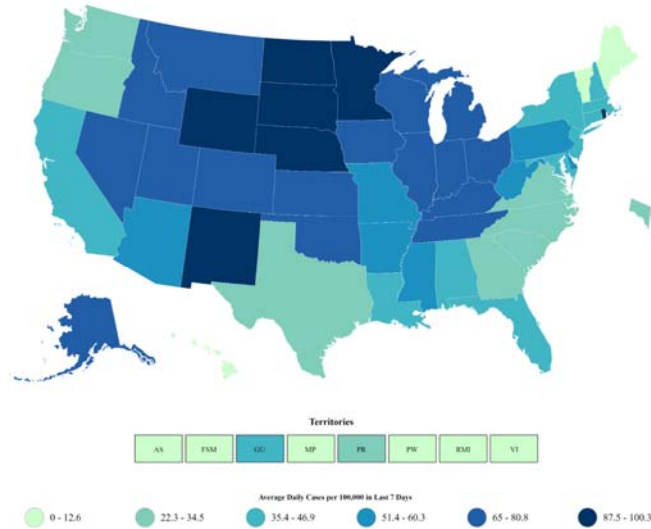 Territories
AS FSM GU MP PR PW RMI VI
Average Daily Cases per 100,000 in Last 7 Days
0 - 12.6 22.3 - 34.5 35.4 - 46.9 51.4 - 60.3 65 - 80.8 87.5 - 100.3